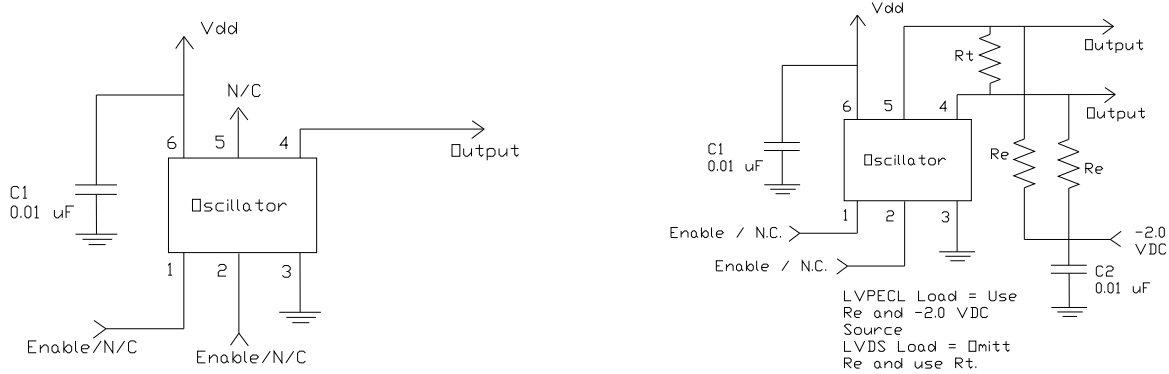 Vdd
N/C
6
5
4
Output
C1
0.01 uF
Oscillator
1
2
3
Enable/N/C
Enable/N/C
Vdd
Output
Rt
6
5
4
Output
C1
0.01 uF
Oscillator
Re
Re
1
2
3
Enable / N.C.
Enable / N.C.
-2.0
VDC
C2
0.01 uF
LVPECL Load = Use
Re and -2.0 VDC
Source
LVDS Load = Omitt
Re and use Rt.